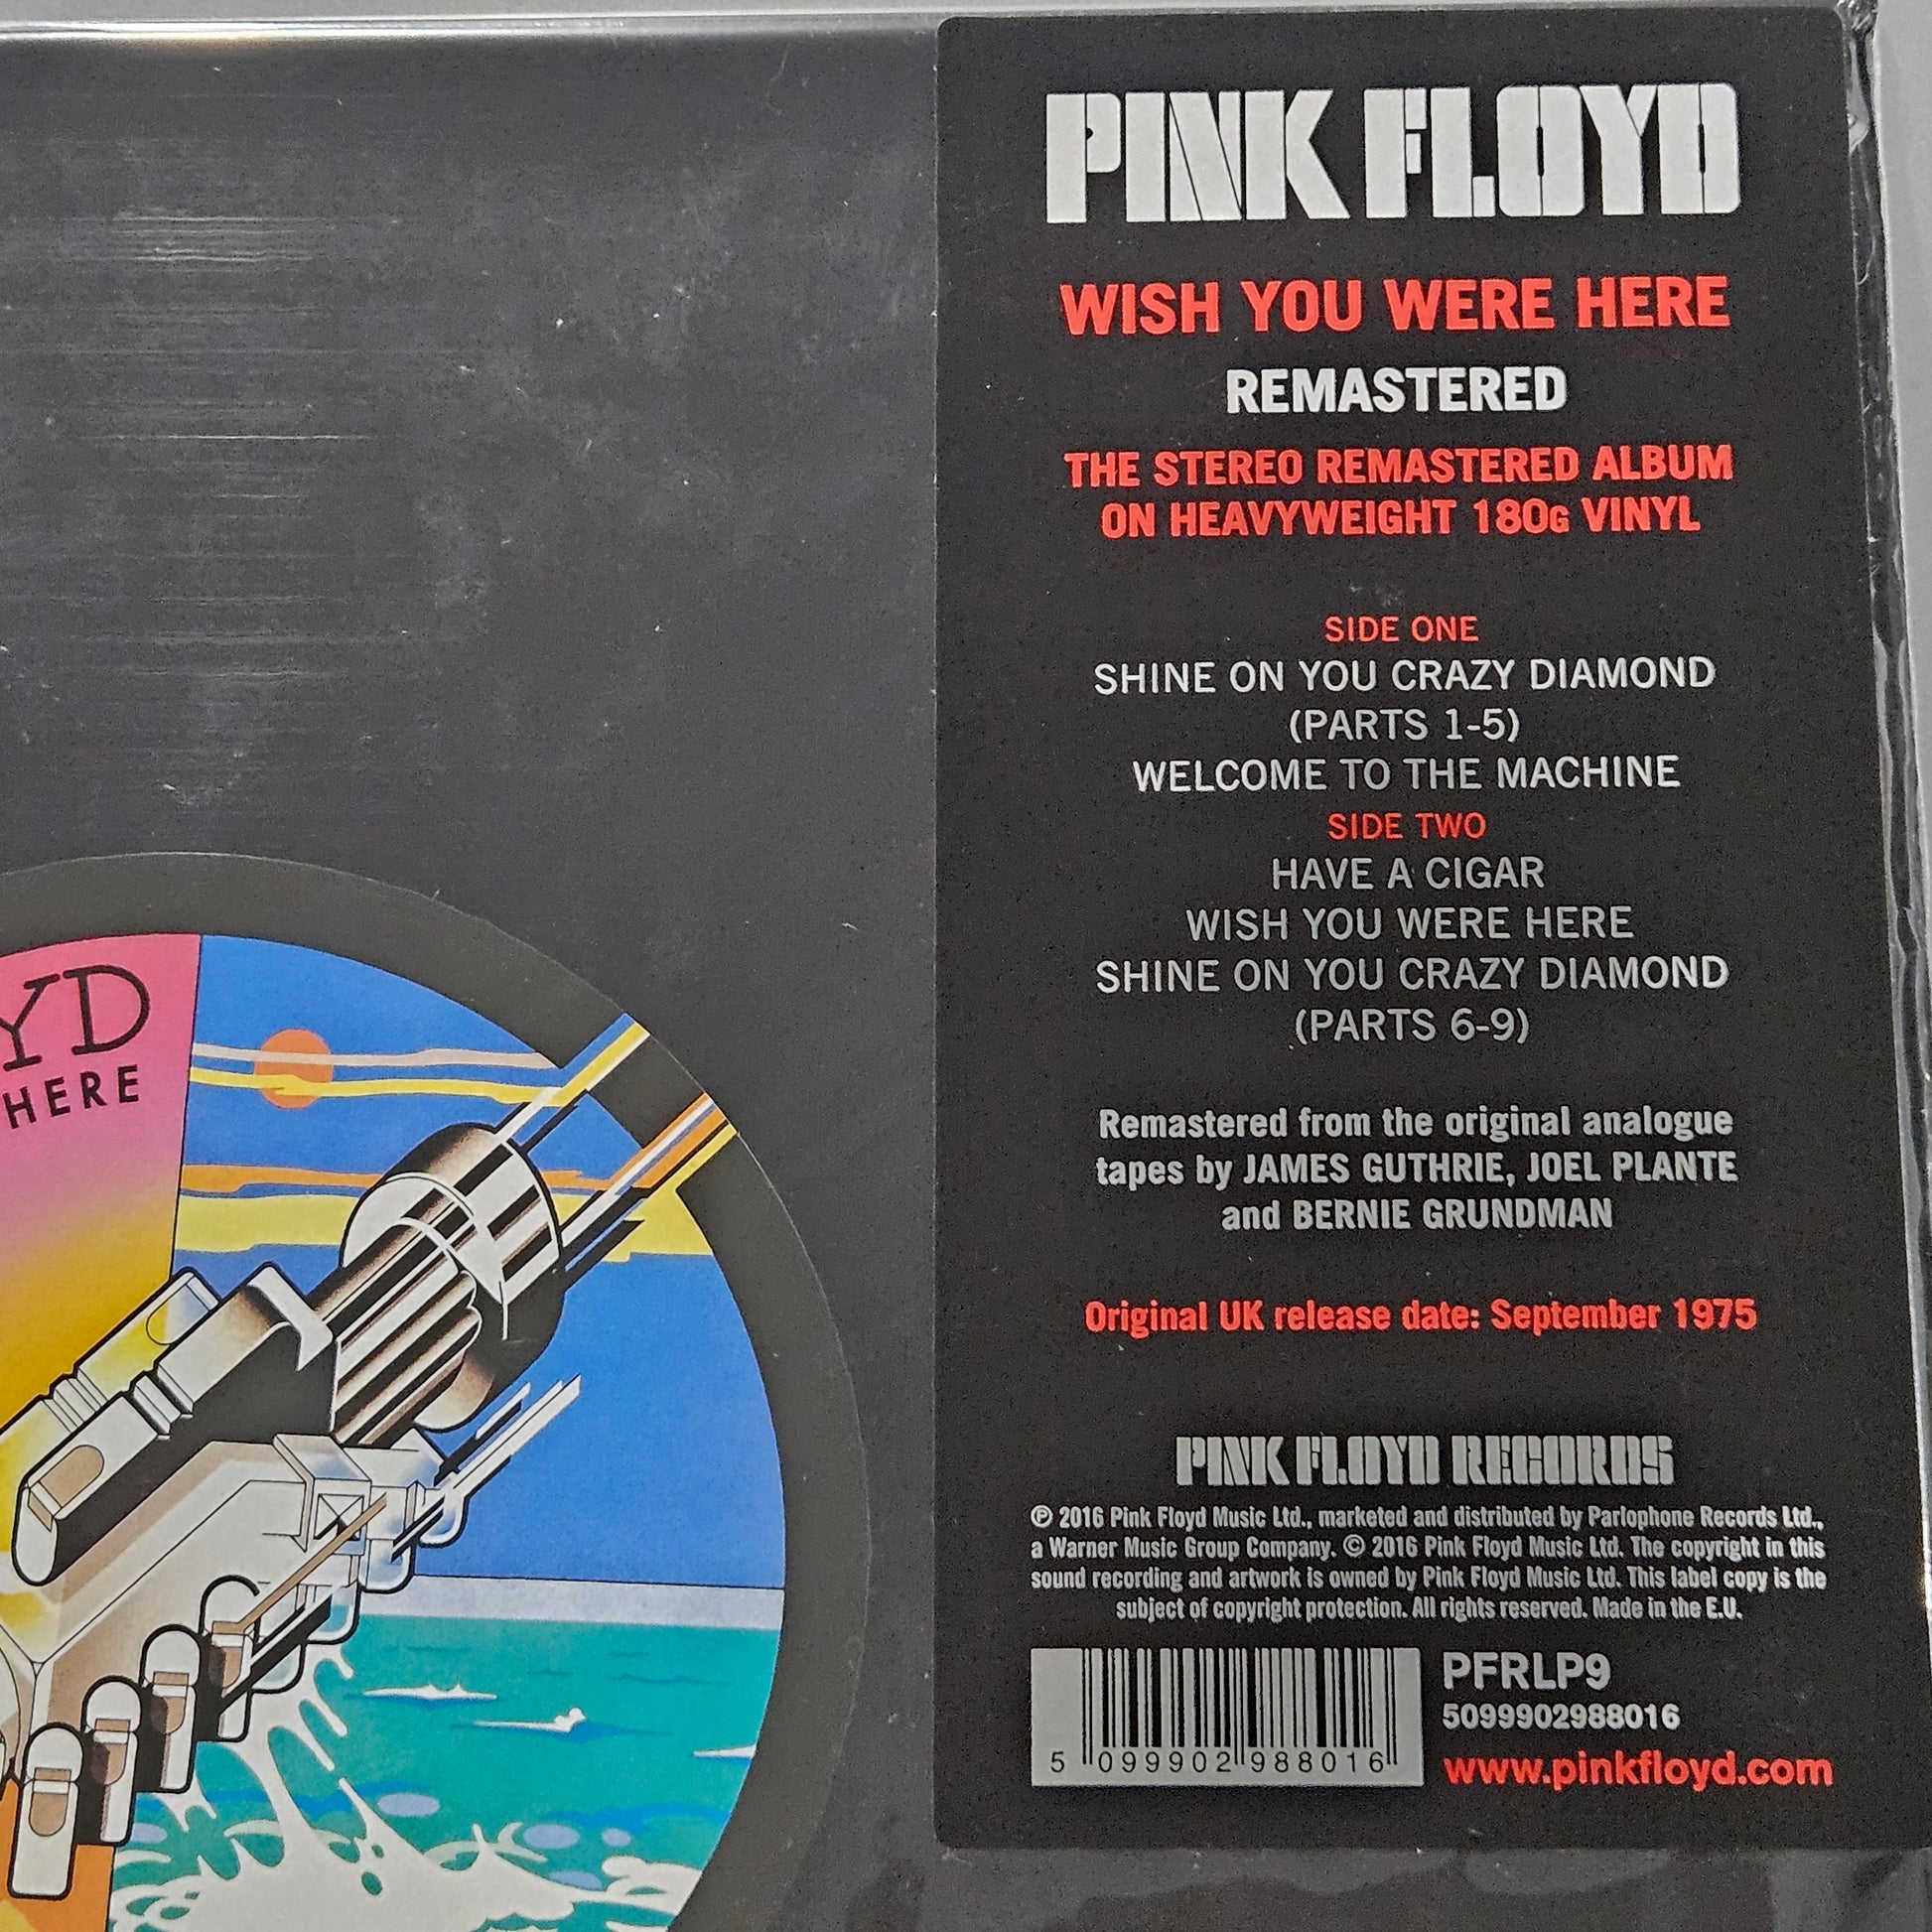 PINK FLOYD
WISH YOU WERE HERE
REMASTERED
THE STEREO REMASTERED ALBUM
ON HEAVYWEIGHT 180G VINYL
SIDE ONE
SHINE ON YOU CRAZY DIAMOND
(PARTS 1-5)
WELCOME TO THE MACHINE
SIDE TWO
HAVE A CIGAR
WISH YOU WERE HERE
SHINE ON YOU CRAZY DIAMOND
(PARTS 6-9)
Remastered from the original analogue
tapes by JAMES GUTHRIE, JOEL PLANTE
and BERNIE GRUNDMAN
Original UK release date: September 1975
PINK FLOYD RECORDS
℗ 2016 Pink Floyd Music Ltd., marketed and distributed by Parlophone Records Ltd.,
a Warner Music Group Company. © 2016 Pink Floyd Music Ltd. The copyright in this
sound recording and artwork is owned by Pink Floyd Music Ltd. This label copy is the
subject of copyright protection. All rights reserved. Made in the E.U.
5 099902 988016
PFRLP9
5099902988016
www.pinkfloyd.com
YD
HERE